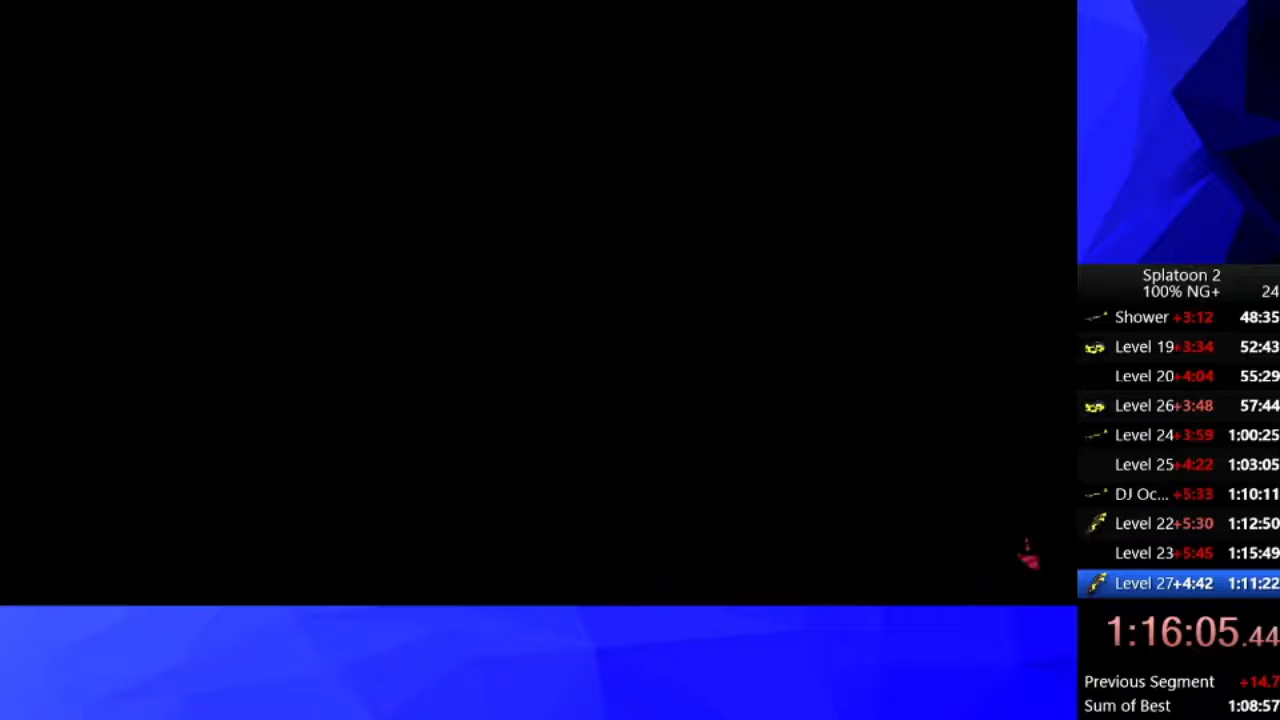 Splatoon 2
100% NG+ 24
Shower +3:12 48:35
Level 19+3:34 52:43
Level 20+4:04 55:29
Level 26+3:48 57:44
Level 24+3:59 1:00:25
Level 25+4:22 1:03:05
DJ Oc... +5:33 1:10:11
Level 22+5:30 1:12:50
Level 23+5:45 1:15:49
Level 27+4:42 1:11:22
1:16:05.44
Previous Segment +14.7
Sum of Best 1:08:57